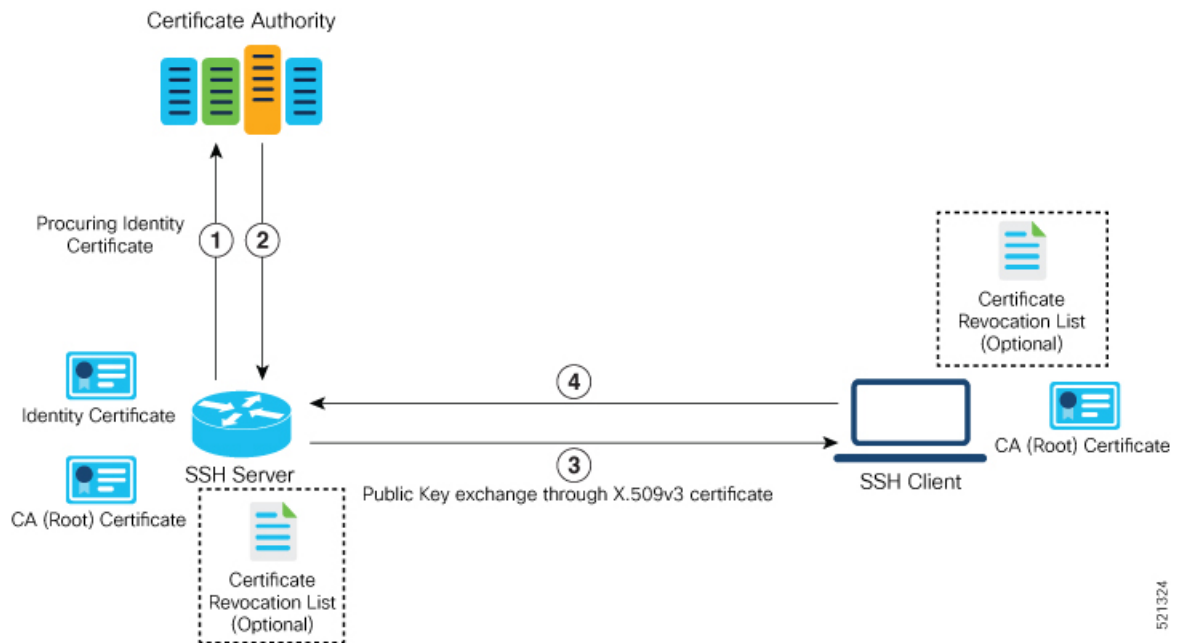 Certificate Authority
Procuring Identity
Certificate
1
2
Certificate
Revocation List
(Optional)
4
Identity Certificate
CA (Root) Certificate
SSH Server
3
SSH Client
Public Key exchange through X.509v3 certificate
CA (Root) Certificate
Certificate
Revocation List
(Optional)
521324